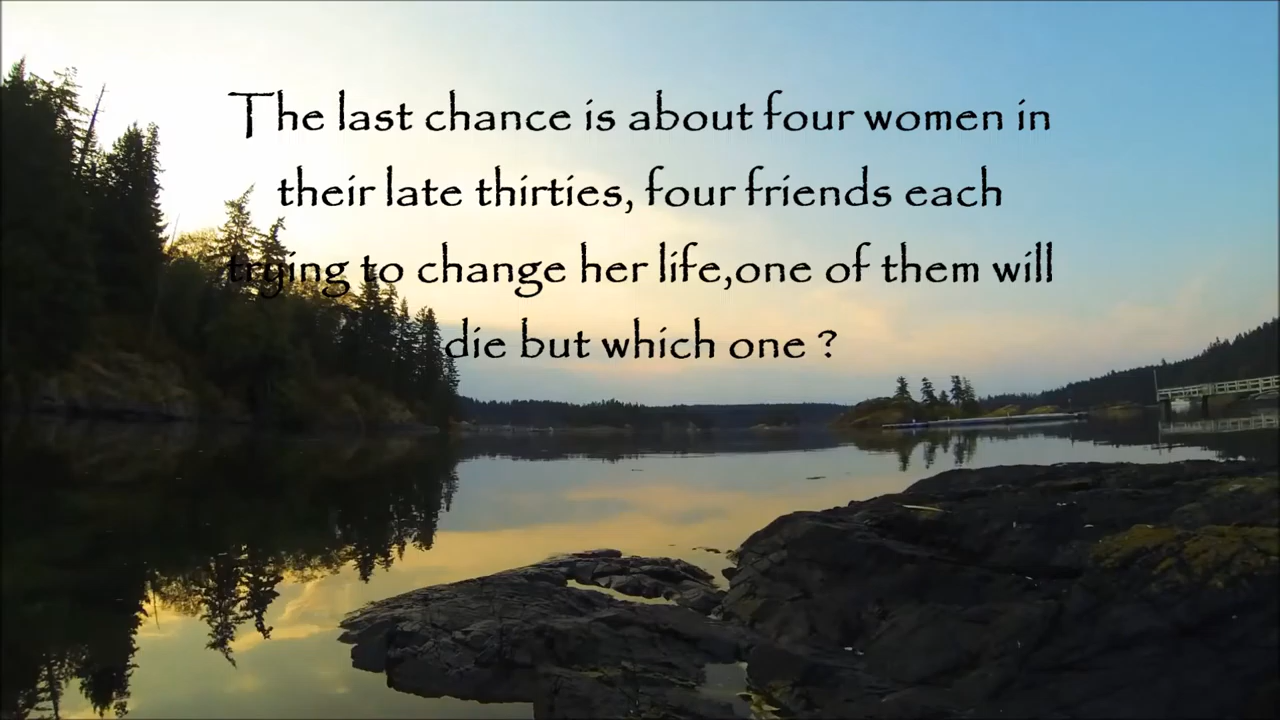 The last chance is about four women in
their late thirties, four friends each
trying to change her life,one of them will
die but which one ?